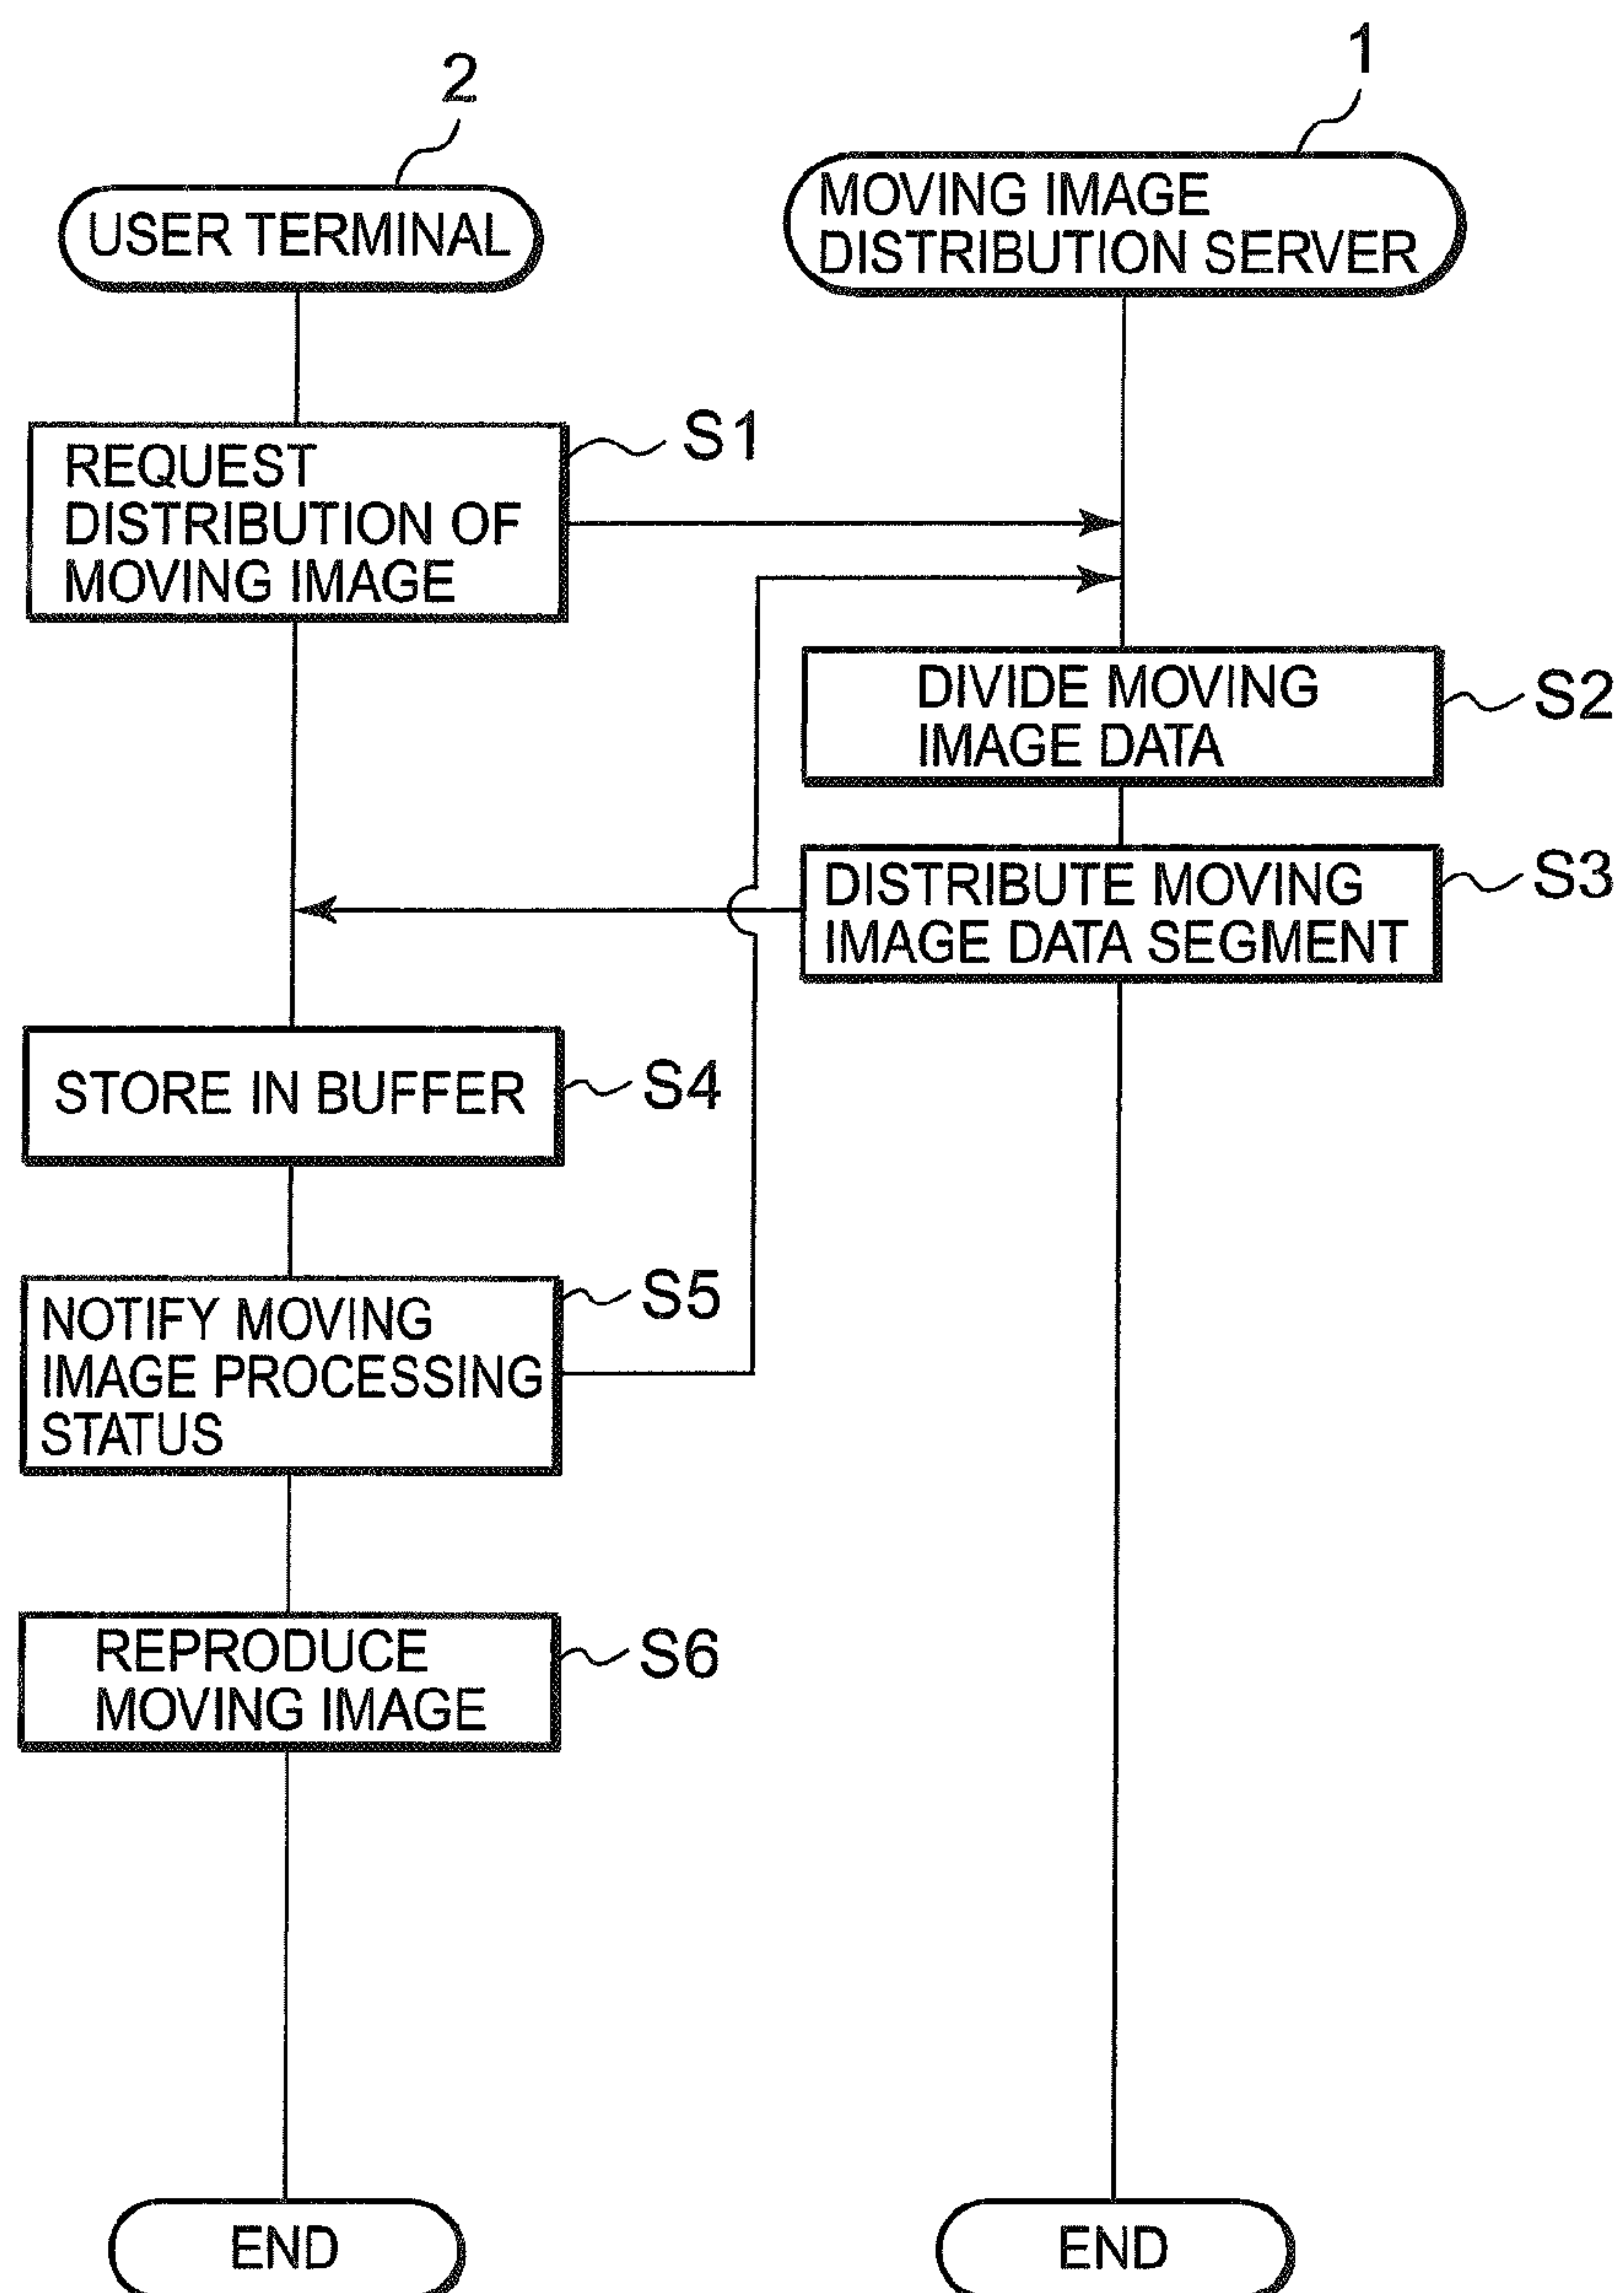 2
1
USER TERMINAL
MOVING IMAGE
DISTRIBUTION SERVER
REQUEST
DISTRIBUTION OF
MOVING IMAGE
S1
DIVIDE MOVING
IMAGE DATA
S2
DISTRIBUTE MOVING
IMAGE DATA SEGMENT
S3
STORE IN BUFFER
S4
NOTIFY MOVING
IMAGE PROCESSING
STATUS
S5
REPRODUCE
MOVING IMAGE
S6
END
END